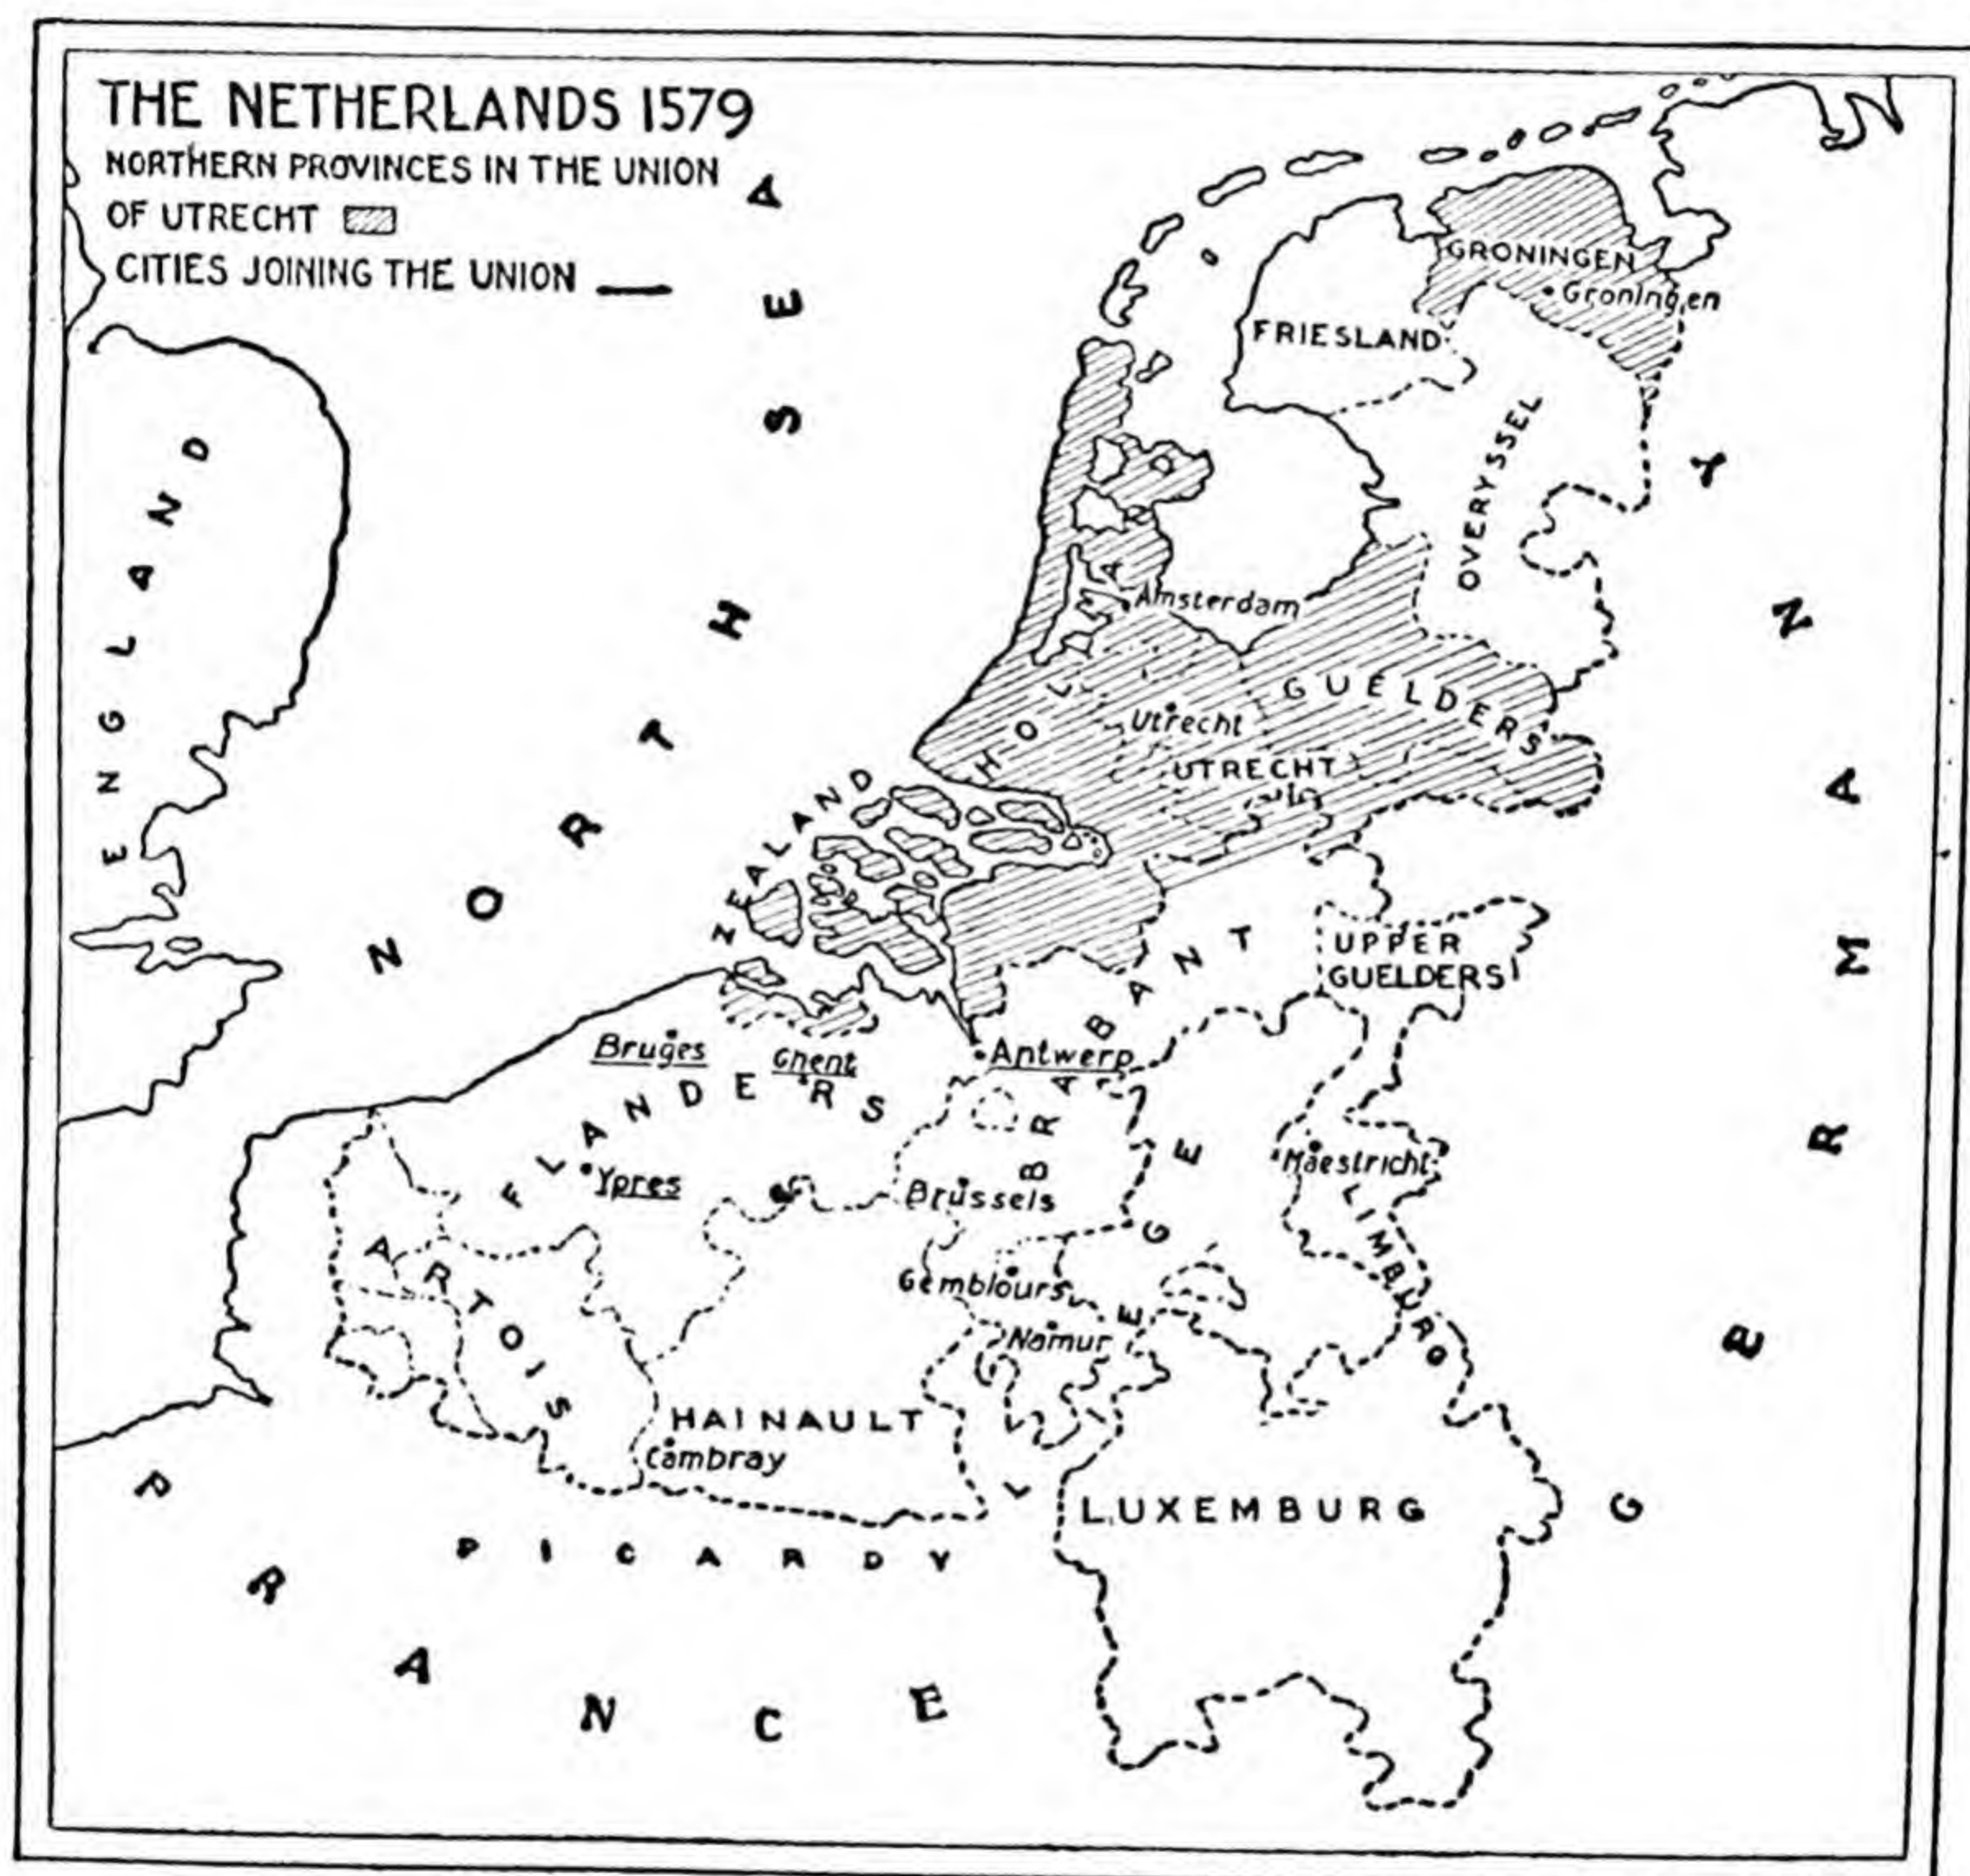 THE NETHERLANDS 1579
NORTHERN PROVINCES IN THE UNION
OF UTRECHT
CITIES JOINING THE UNION
NORTH SEA
ENGLAND
GRONINGEN
Groningen
FRIESLAND
OVERYSSEL
Amsterdam
HOLLAND
GUELDERS
Utrecht
UTRECHT
ZEALAND
BRABANT
UPPER
GUELDERS
Bruges
Ghent
Antwerp
FLANDERS
Ypres
Brussels
Maestricht
LIMBURG
LIEGE
ARTOIS
Gemblours
Namur
HAINAULT
Cambray
LUXEMBURG
PICARDY
FRANCE
GERMANY